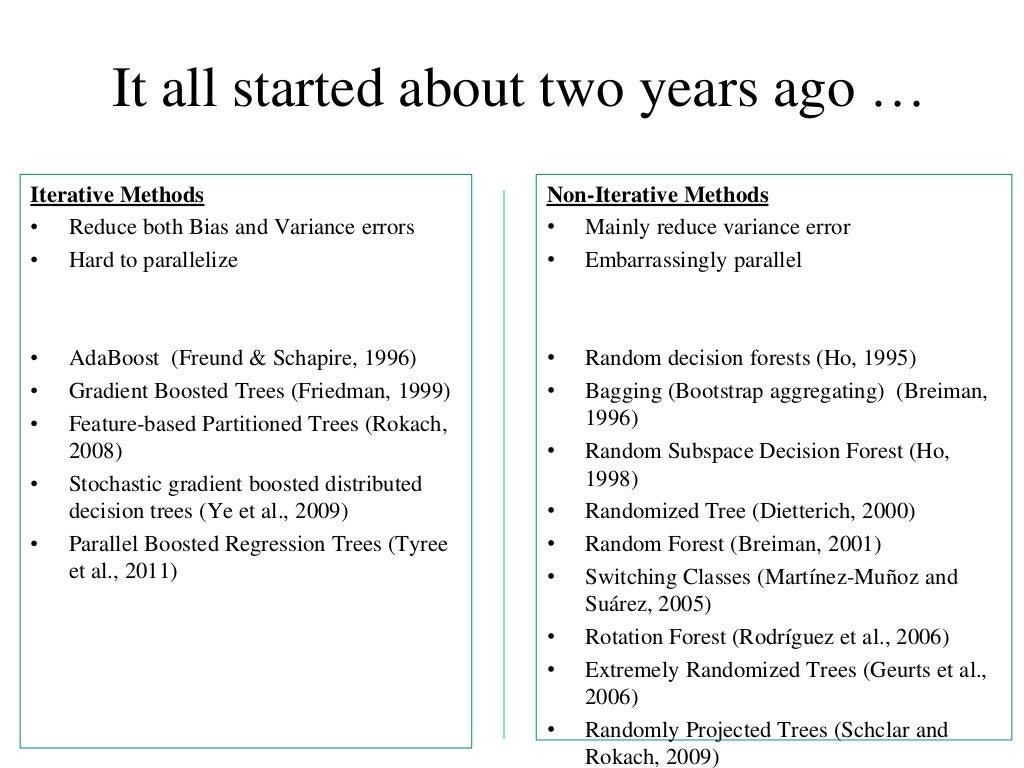 It all started about two years ago …
Iterative Methods
• Reduce both Bias and Variance errors
• Hard to parallelize
• AdaBoost  (Freund & Schapire, 1996)
• Gradient Boosted Trees (Friedman, 1999)
• Feature-based Partitioned Trees (Rokach,
2008)
• Stochastic gradient boosted distributed
decision trees (Ye et al., 2009)
• Parallel Boosted Regression Trees (Tyree
et al., 2011)
Non-Iterative Methods
• Mainly reduce variance error
• Embarrassingly parallel
• Random decision forests (Ho, 1995)
• Bagging (Bootstrap aggregating)  (Breiman,
1996)
• Random Subspace Decision Forest (Ho,
1998)
• Randomized Tree (Dietterich, 2000)
• Random Forest (Breiman, 2001)
• Switching Classes (Martínez-Muñoz and
Suárez, 2005)
• Rotation Forest (Rodríguez et al., 2006)
• Extremely Randomized Trees (Geurts et al.,
2006)
• Randomly Projected Trees (Schclar and
Rokach, 2009)